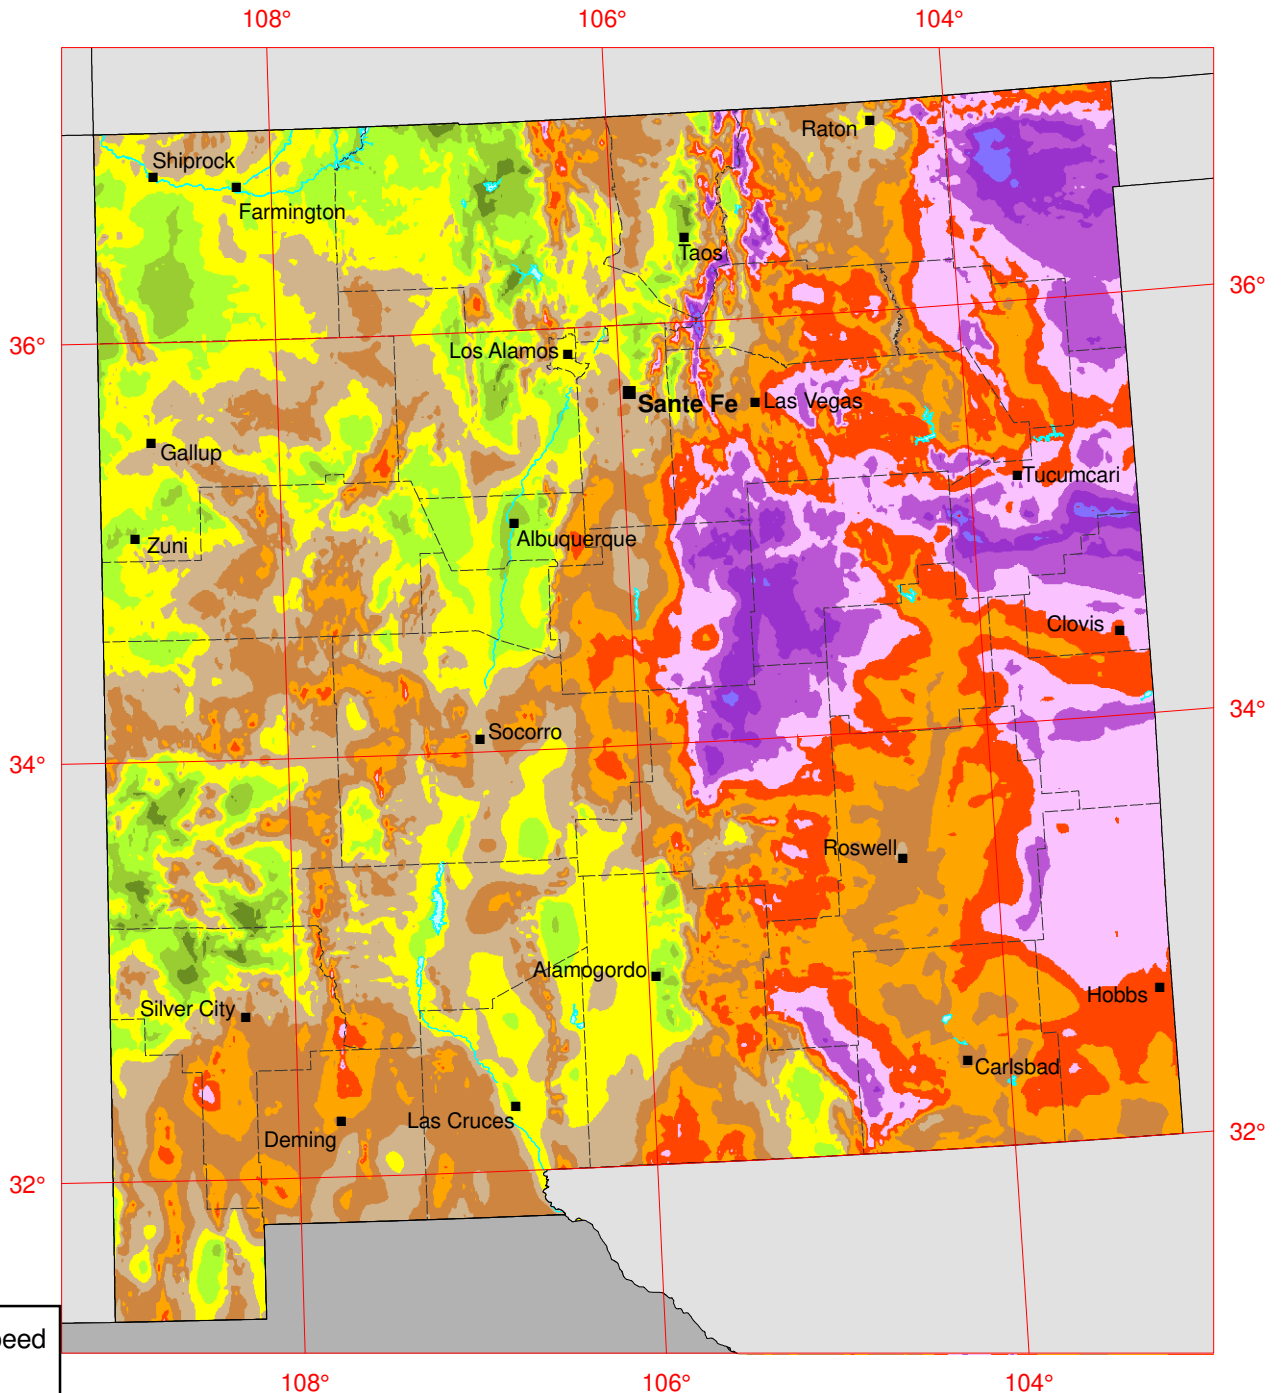 108°
106°
104°
Raton
Shiprock
Farmington
Taos
36°
36°
Los Alamos
Sante Fe
Las Vegas
Gallup
Tucumcari
Albuquerque
Zuni
Clovis
34°
Socorro
34°
Roswell
Alamogordo
Hobbs
Silver City
Carlsbad
Las Cruces
Deming
32°
32°
peed
108°
106°
104°